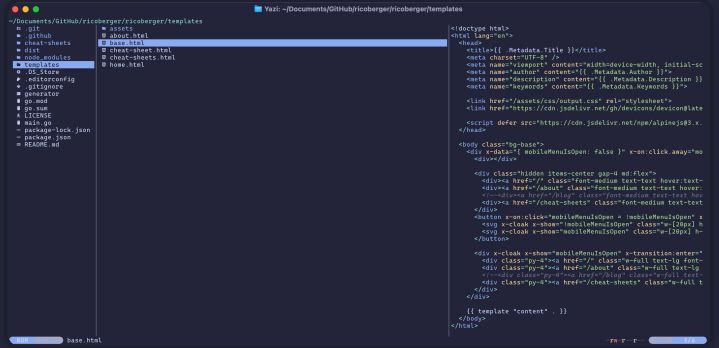 Yazi: ~/Documents/GitHub/ricoberger/ricoberger/templates
~/Documents/GitHub/ricoberger/ricoberger/templates
.git
.github
cheat-sheets
dist
node_modules
templates
.DS_Store
.editorconfig
.gitignore
generator
go.mod
go.sum
LICENSE
main.go
package-lock.json
package.json
README.md
assets
about.html
base.html
cheat-sheet.html
cheat-sheets.html
home.html
<!doctype html>
<html lang="en">
<head>
<title>{{ .Metadata.Title }}</title>
<meta charset="UTF-8" />
<meta name="viewport" content="width=device-width, initial-sc
<meta name="author" content="{{ .Metadata.Author }}">
<meta name="description" content="{{ .Metadata.Description }}
<meta name="keywords" content="{{ .Metadata.Keywords }}">
<link href="/assets/css/output.css" rel="stylesheet">
<link href="https://cdn.jsdelivr.net/gh/devicons/devicon@late
<script defer src="https://cdn.jsdelivr.net/npm/alpinejs@3.x.
</head>
<body class="bg-base">
<div x-data="{ mobileMenuIsOpen: false }" x-on:click.away="mo
<div></div>
<div class="hidden items-center gap-4 md:flex">
<div><a href="/" class="font-medium text-text hover:text-
<div><a href="/about" class="font-medium text-text hover:
<!--<div><a href="/blog" class="font-medium text-text hov
<div><a href="/cheat-sheets" class="font-medium text-text
</div>
<button x-on:click="mobileMenuIsOpen = !mobileMenuIsOpen" x
<svg x-cloak x-show="!mobileMenuIsOpen" class="w-[20px] h
<svg x-cloak x-show="mobileMenuIsOpen" class="w-[20px] h-
</button>
<div x-cloak x-show="mobileMenuIsOpen" x-transition:enter="
<div class="py-4"><a href="/" class="w-full text-lg font-
<div class="py-4"><a href="/about" class="w-full text-lg
<!--<div class="py-4"><a href="/blog" class="w-full text-
<div class="py-4"><a href="/cheat-sheets" class="w-full t
</div>
</div>
{{ template "content" . }}
</body>
</html>
base.html
-rw-r--r--